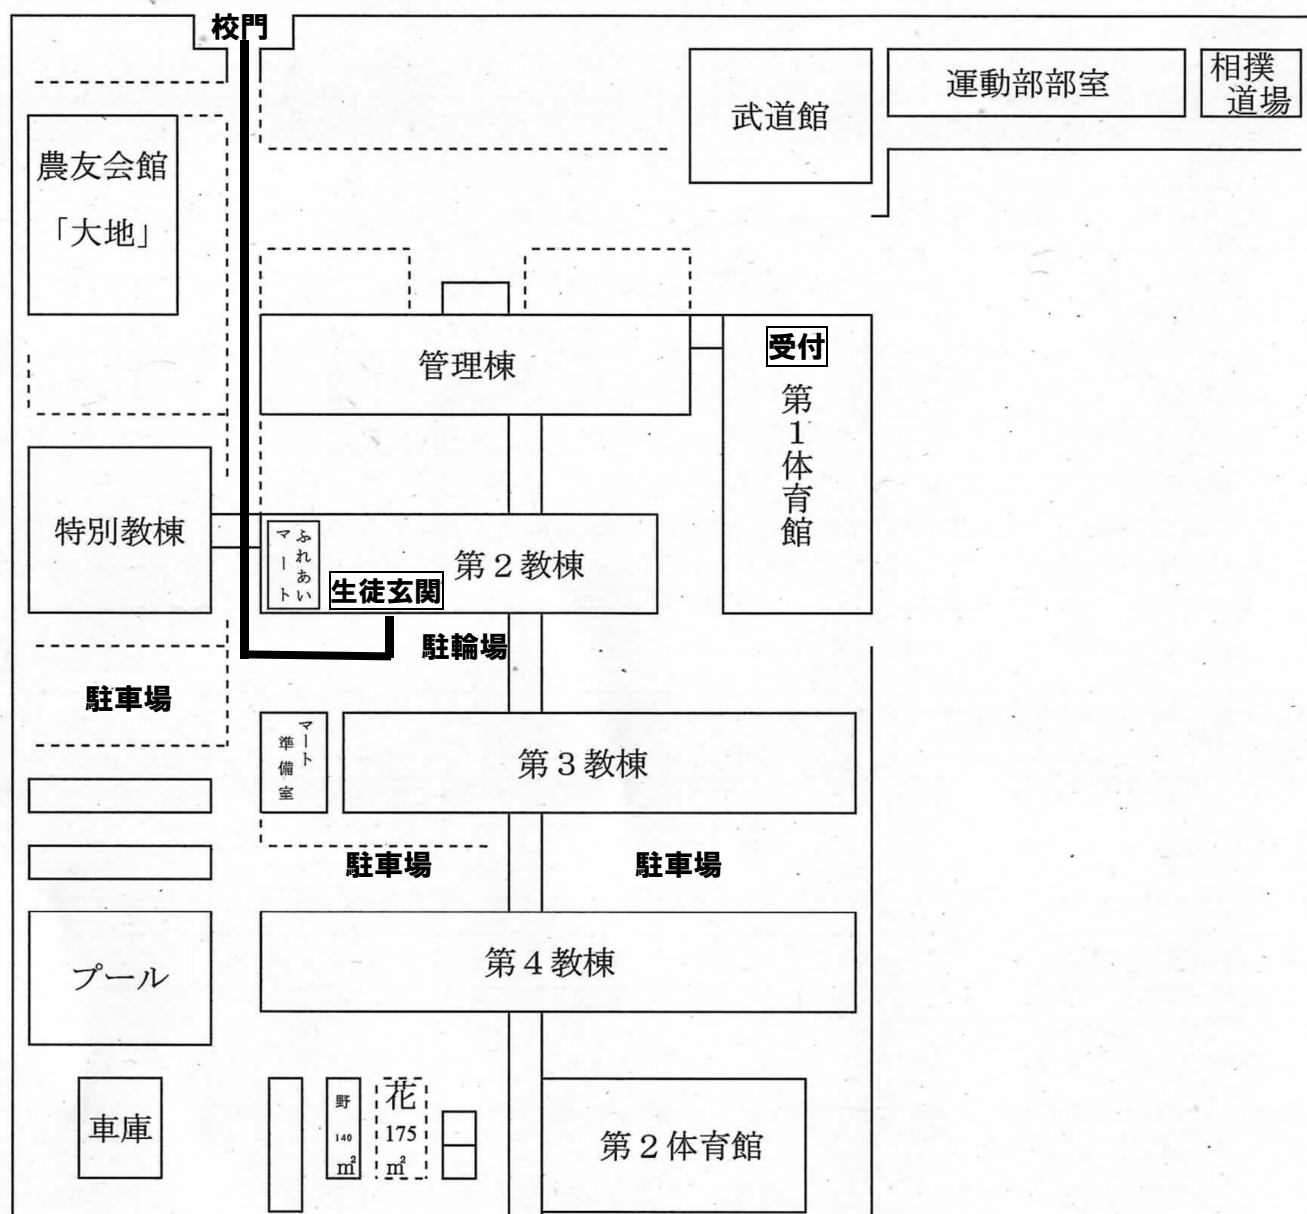 校門
武道館
運動部部室
相撲
道場
農友会館
「大地」
管理棟
受付
第1体育館
特別教棟
ふれあい
マート
第2教棟
生徒玄関
駐輪場
駐車場
マート
準備室
第3教棟
駐車場
駐車場
プール
第4教棟
車庫
野
140
㎡
花
175
㎡
第2体育館